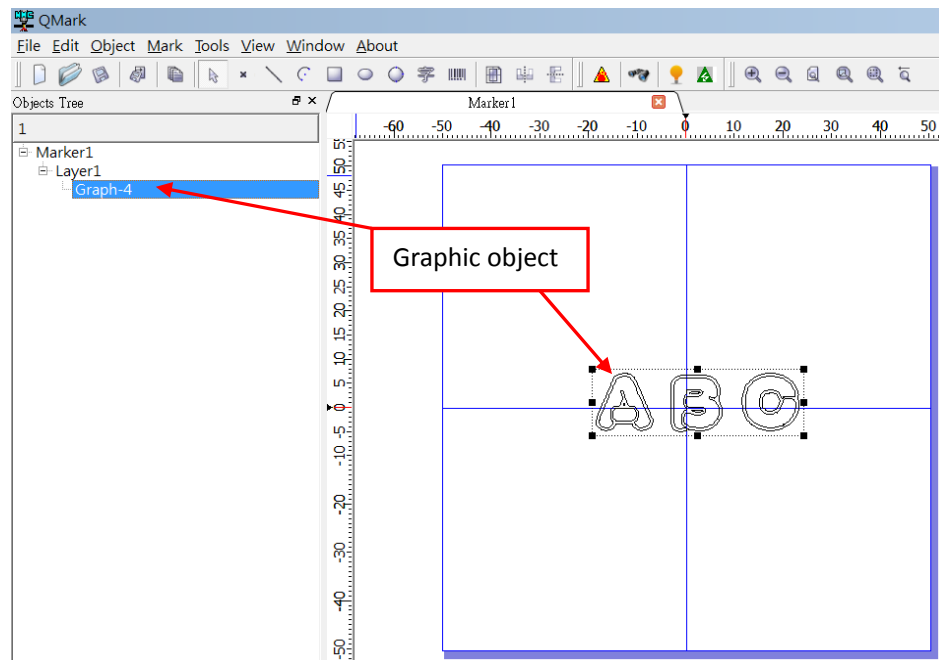 QMark
File Edit Object Mark Tools View Window About
字
Objects Tree
Marker1
1
-60 -50 -40 -30 -20 -10 0 10 20 30 40 50
Marker1
Layer1
Graph-4
Graphic object
55
50
45
40
35
30
25
20
15
10
5
0
-5
-10
-20
-30
-40
-50
A B C